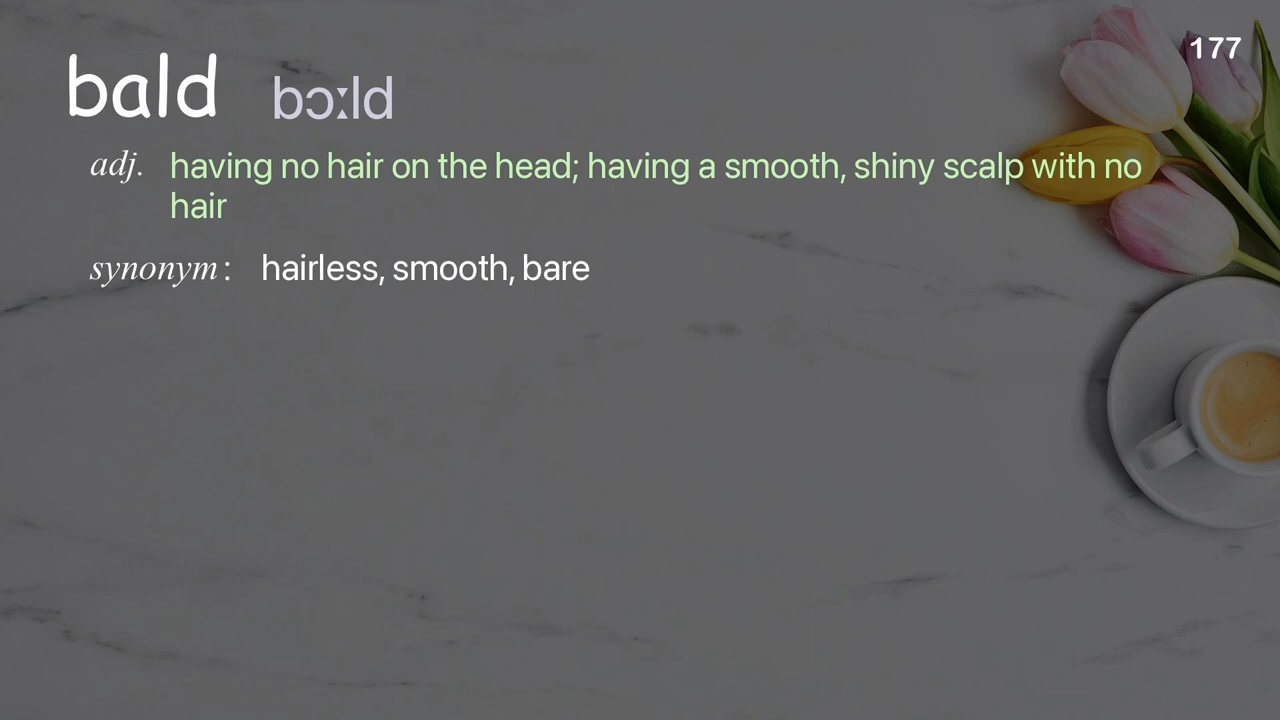 177
bald bɔːld
adj. having no hair on the head; having a smooth, shiny scalp with no
hair
synonym: hairless, smooth, bare